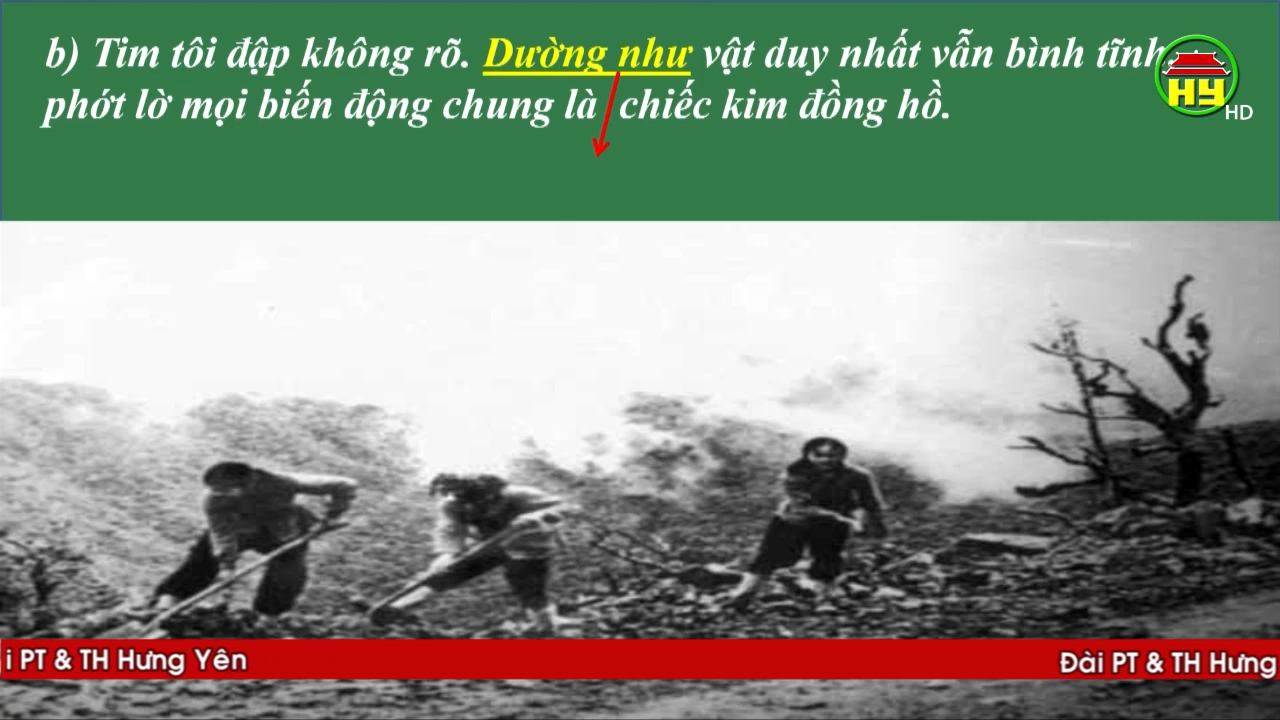 b) Tim tôi đập không rõ. Dường như vật duy nhất vẫn bình tĩnh,
phớt lờ mọi biến động chung là chiếc kim đồng hồ.
HY
HD
i PT & TH Hưng Yên
Đài PT & TH Hưng